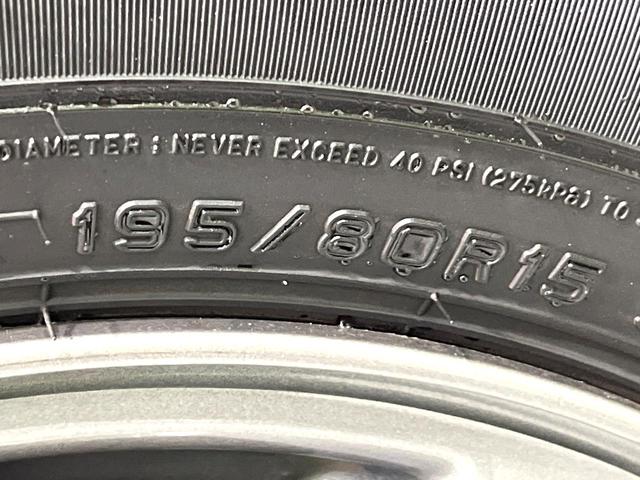 DIAMETER : NEVER EXCEED 40 PSI (275kPa) TO
195/80R15